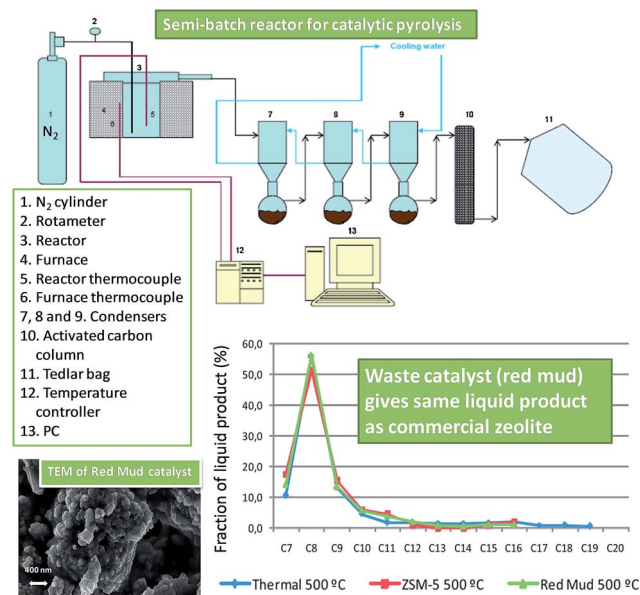 Semi-batch reactor for catalytic pyrolysis
2
Cooling water
3
7
8
9
10
11
1
N2
4
5
6
12
13
1. N2 cylinder
2. Rotameter
3. Reactor
4. Furnace
5. Reactor thermocouple
6. Furnace thermocouple
7, 8 and 9. Condensers
10. Activated carbon
column
11. Tedlar bag
12. Temperature
controller
13. PC
TEM of Red Mud catalyst
400 nm
Fraction of liquid product (%)
60,0
50,0
40,0
30,0
20,0
10,0
0,0
Waste catalyst (red mud)
gives same liquid product
as commercial zeolite
C7 C8 C9 C10 C11 C12 C13 C14 C15 C16 C17 C18 C19 C20
Thermal 500 ºC ZSM-5 500 ºC Red Mud 500 ºC